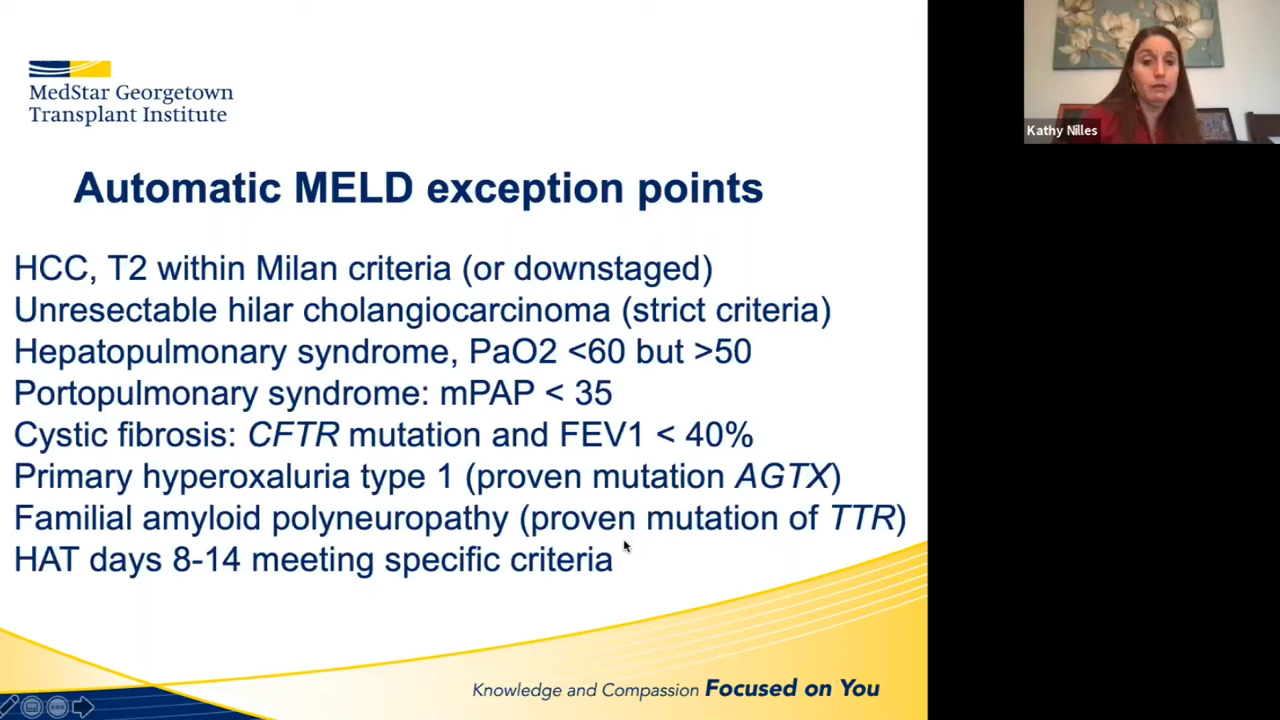 MedStar Georgetown
Transplant Institute
Kathy Nilles
Automatic MELD exception points
HCC, T2 within Milan criteria (or downstaged)
Unresectable hilar cholangiocarcinoma (strict criteria)
Hepatopulmonary syndrome, PaO2 <60 but >50
Portopulmonary syndrome: mPAP < 35
Cystic fibrosis: CFTR mutation and FEV1 < 40%
Primary hyperoxaluria type 1 (proven mutation AGTX)
Familial amyloid polyneuropathy (proven mutation of TTR)
HAT days 8-14 meeting specific criteria
Knowledge and Compassion Focused on You